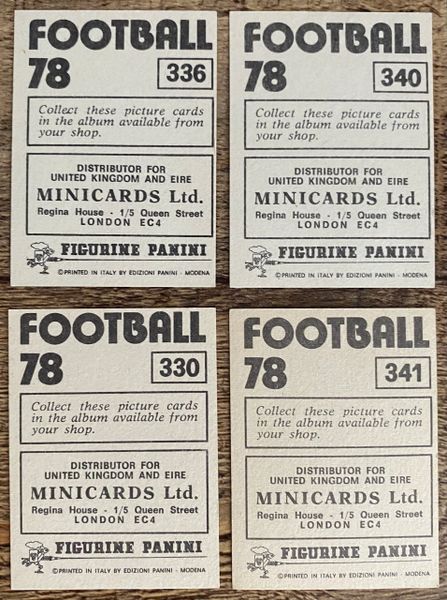 FOOTBALL
78 336
Collect these picture cards
in the album available from
your shop.
DISTRIBUTOR FOR
UNITED KINGDOM AND EIRE
MINICARDS Ltd.
Regina House - 1/5 Queen Street
LONDON EC4
FIGURINE PANINI
©PRINTED IN ITALY BY EDIZIONI PANINI - MODENA
FOOTBALL
78 340
Collect these picture cards
in the album available from
your shop.
DISTRIBUTOR FOR
UNITED KINGDOM AND EIRE
MINICARDS Ltd.
Regina House - 1/5 Queen Street
LONDON EC4
FIGURINE PANINI
©PRINTED IN ITALY BY EDIZIONI PANINI - MODENA
FOOTBALL
78 330
Collect these picture cards
in the album available from
your shop.
DISTRIBUTOR FOR
UNITED KINGDOM AND EIRE
MINICARDS Ltd.
Regina House - 1/5 Queen Street
LONDON EC4
FIGURINE PANINI
©PRINTED IN ITALY BY EDIZIONI PANINI - MODENA
FOOTBALL
78 341
Collect these picture cards
in the album available from
your shop.
DISTRIBUTOR FOR
UNITED KINGDOM AND EIRE
MINICARDS Ltd.
Regina House - 1/5 Queen Street
LONDON EC4
FIGURINE PANINI
©PRINTED IN ITALY BY EDIZIONI PANINI - MODENA